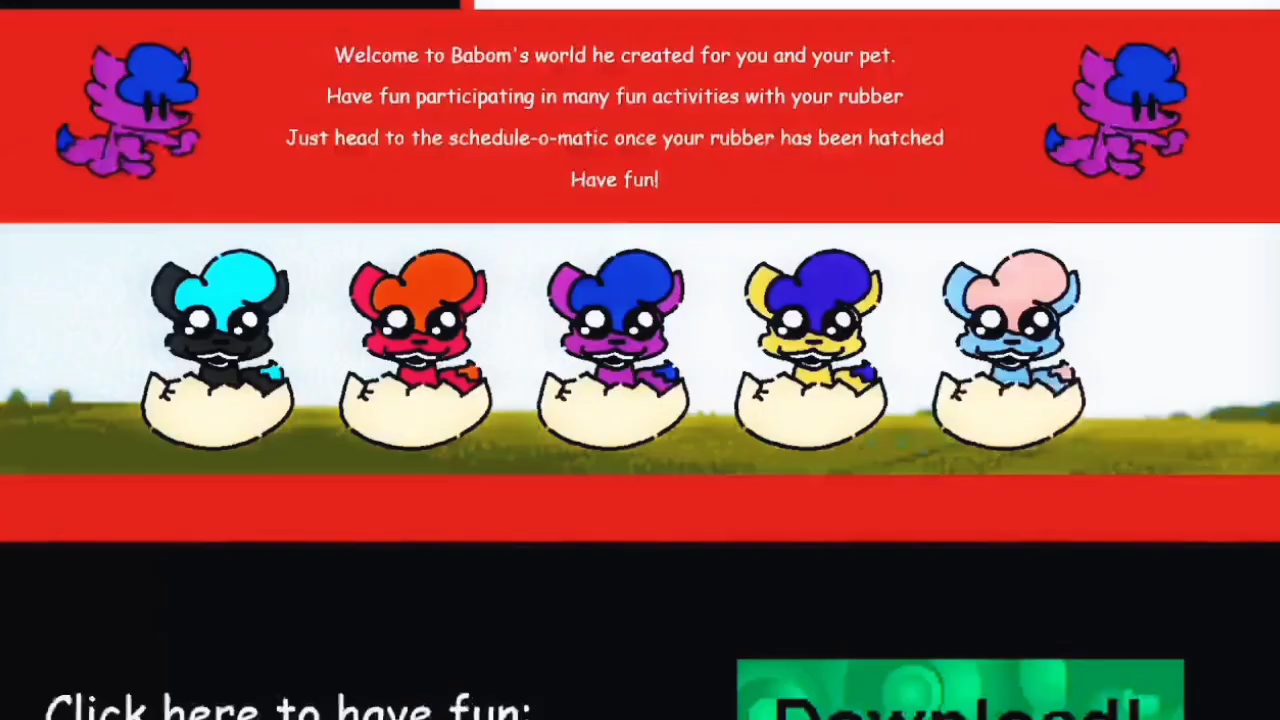 Welcome to Babom's world he created for you and your pet.
Have fun participating in many fun activities with your rubber
Just head to the schedule-o-matic once your rubber has been hatched
Have fun!
Click here to have fun:
Download!